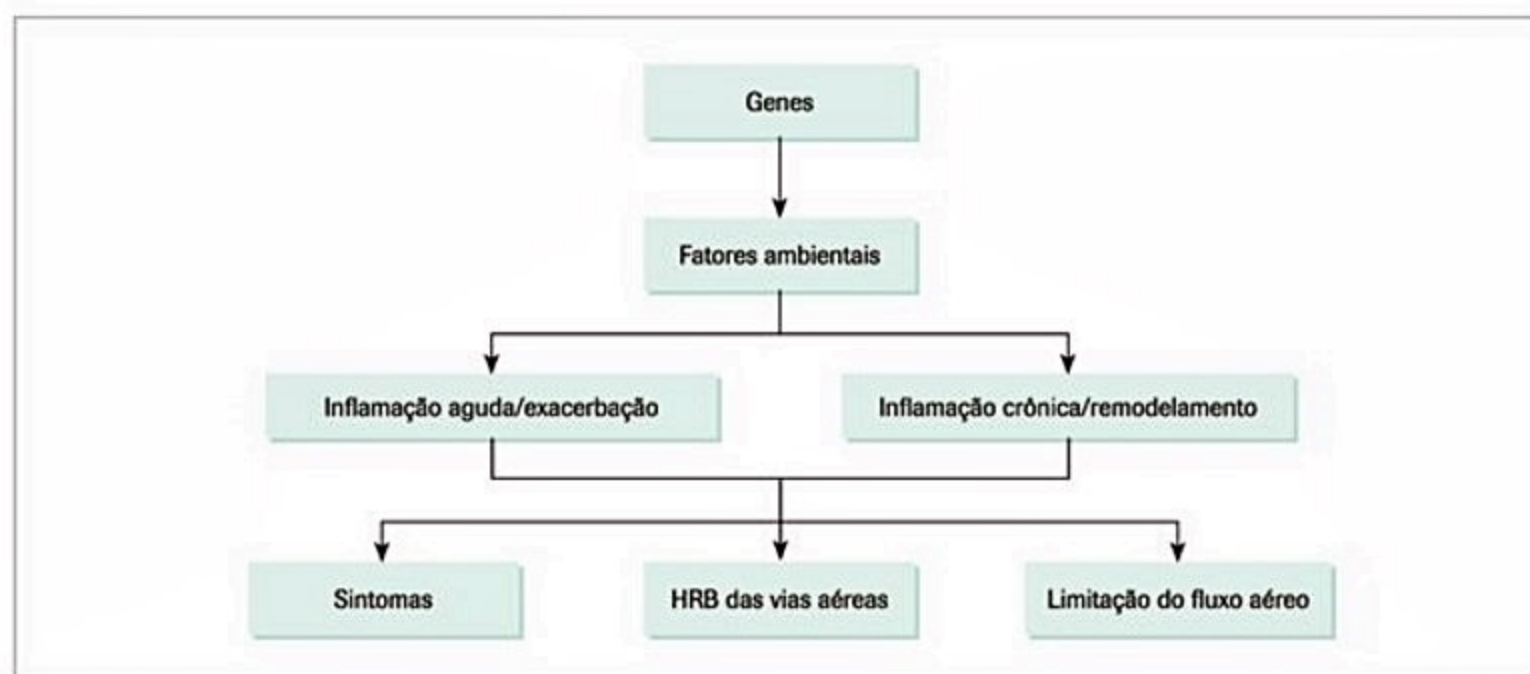 Genes
Fatores ambientais
Inflamação aguda/exacerbação
Inflamação crônica/remodelamento
Sintomas
HRB das vias aéreas
Limitação do fluxo aéreo